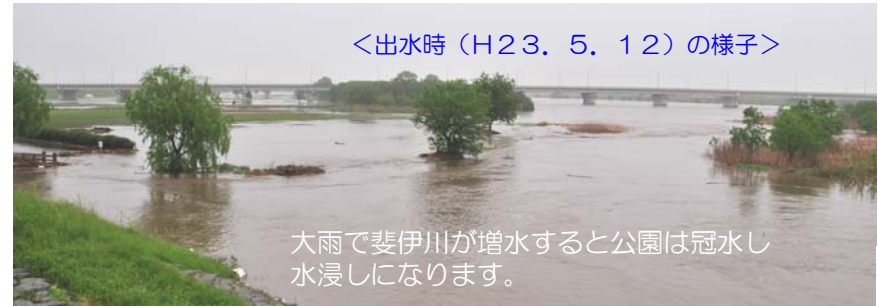 ＜出水時（Ｈ２３．５．１２）の様子＞
大雨で斐伊川が増水すると公園は冠水し
水浸しになります。